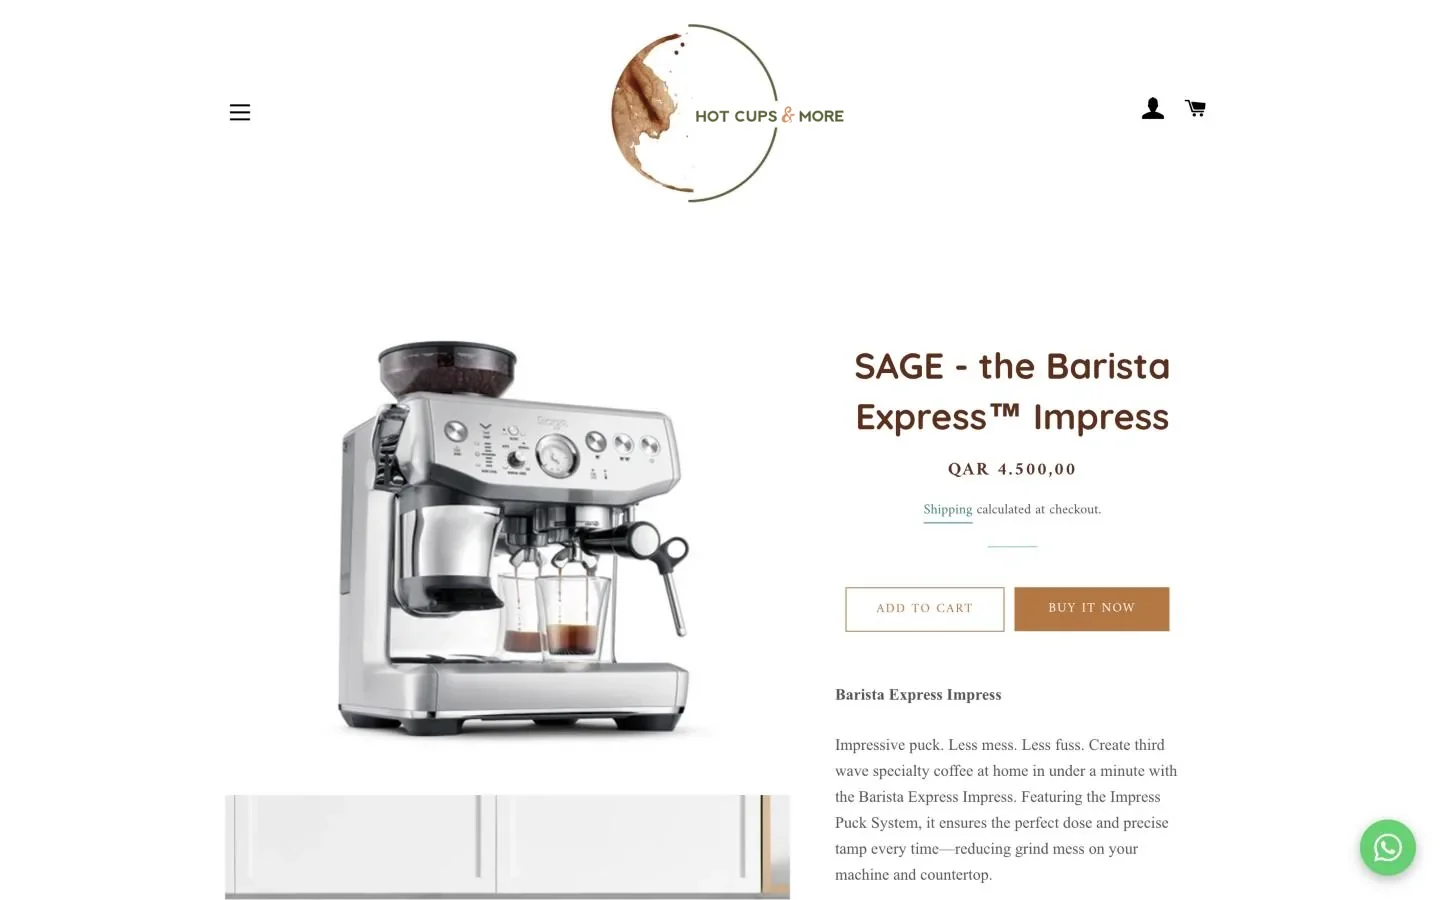 HOT CUPS & MORE
SAGE - the Barista
Express™ Impress
QAR 4.500,00
Shipping calculated at checkout.
ADD TO CART
BUY IT NOW
Barista Express Impress
Impressive puck. Less mess. Less fuss. Create third
wave specialty coffee at home in under a minute with
the Barista Express Impress. Featuring the Impress
Puck System, it ensures the perfect dose and precise
tamp every time—reducing grind mess on your
machine and countertop.